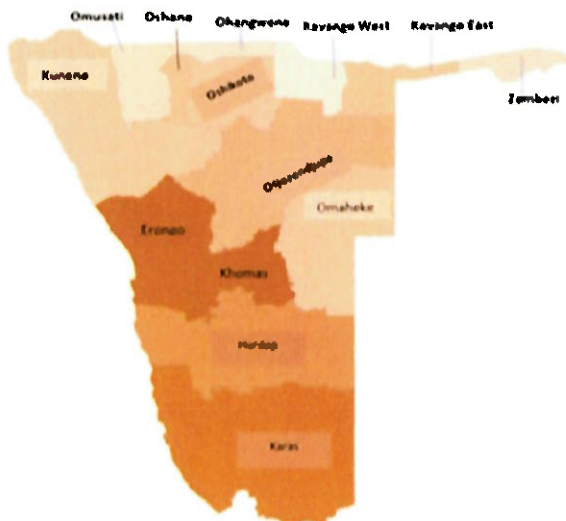 Omusati
Oshana
Ohangwena
Kavango West
Kavango East
Kunene
Oshikoto
Zambezi
Otjozondjupa
Omaheke
Erongo
Khomas
Hardap
Karas